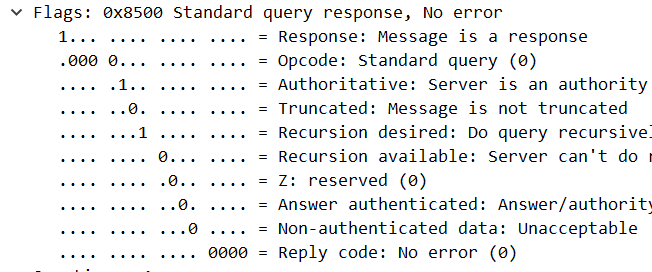 Flags: 0x8500 Standard query response, No error
1... .... .... .... = Response: Message is a response
.000 0... .... .... = Opcode: Standard query (0)
.... .1.. .... .... = Authoritative: Server is an authority
.... ..0. .... .... = Truncated: Message is not truncated
.... ...1 .... .... = Recursion desired: Do query
.... .... 0... .... = Recursion available: Server can't do
.... .... .0.. .... = Z: reserved (0)
.... .... ..0. .... = Answer authenticated: Answer/authority
.... .... ...0 .... = Non-authenticated data: Unacceptable
.... .... .... 0000 = Reply code: No error (0)